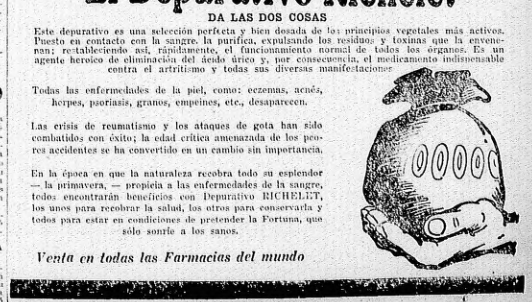 El Depurativo Richelet
DA LAS DOS COSAS
Este depurativo es una selección perfecta y bien dosada de los principios vegetales más activos.
Puesto en contacto con la sangre, la purifica, expulsando los residuos y toxinas que la envene-
nan; restableciendo así, rápidamente, el funcionamiento normal de todos los órganos. Es un
agente heroico de eliminación del ácido úrico y, por consecuencia, el medicamento indispensable
contra el artritismo y todas sus diversas manifestaciones
Todas las enfermedades de la piel, como: eczemas, acnés,
herpes, psoriasis, granos, empeines, etc., desaparecen.
Las crisis de reumatismo y los ataques de gota han sido
combatidos con éxito; la edad crítica amenazada de los peo-
res accidentes se ha convertido en un cambio sin importancia.
En la época en que la naturaleza recobra todo su esplendor
— la primavera, — propicia a las enfermedades de la sangre,
todos encontrarán beneficios con Depurativo RICHELET,
los unos para recobrar la salud, los otros para conservarla y
todos para estar en condiciones de pretender la Fortuna, que
sólo sonríe a los sanos.
00000
Venta en todas las Farmacias del mundo